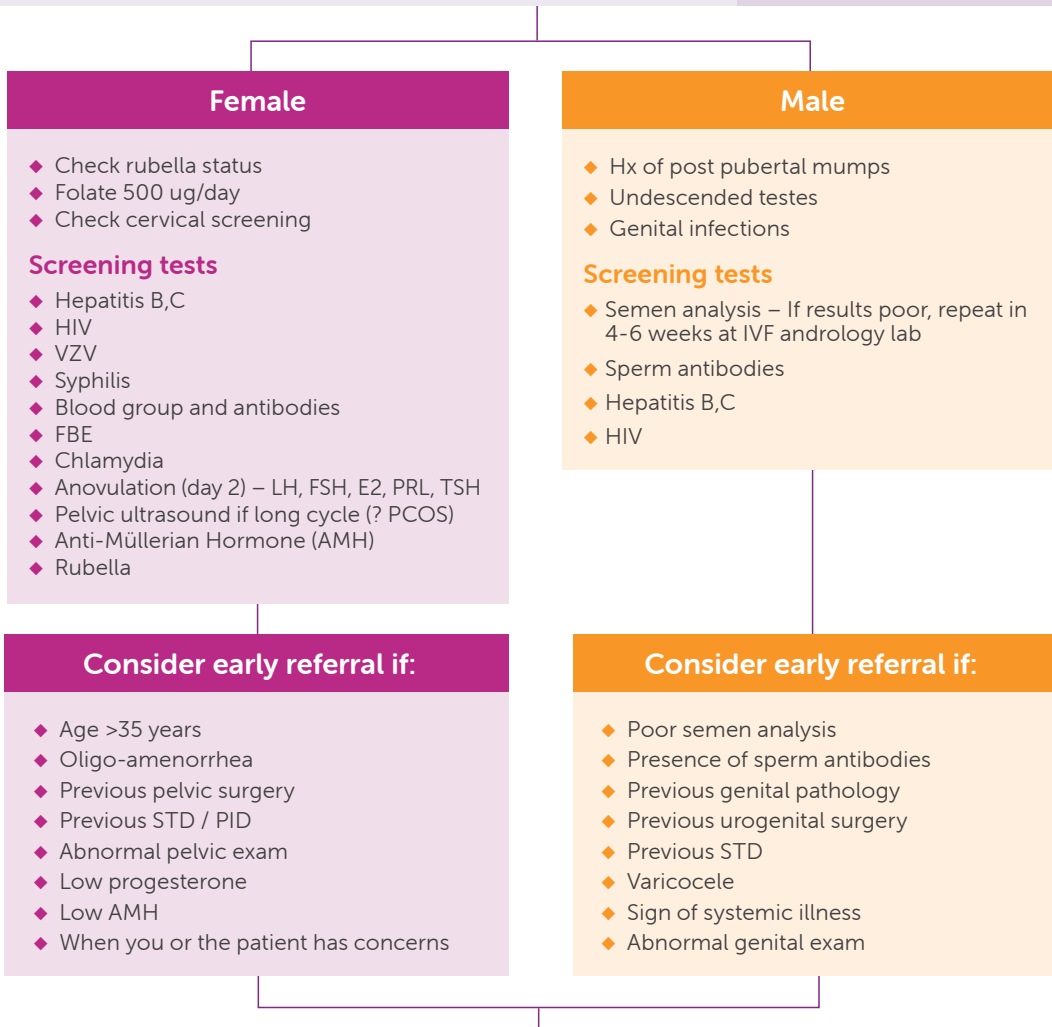 Female
◆ Check rubella status
◆ Folate 500 ug/day
◆ Check cervical screening
Screening tests
◆ Hepatitis B,C
◆ HIV
◆ VZV
◆ Syphilis
◆ Blood group and antibodies
◆ FBE
◆ Chlamydia
◆ Anovulation (day 2) – LH, FSH, E2, PRL, TSH
◆ Pelvic ultrasound if long cycle (? PCOS)
◆ Anti-Müllerian Hormone (AMH)
◆ Rubella
Consider early referral if:
◆ Age >35 years
◆ Oligo-amenorrhea
◆ Previous pelvic surgery
◆ Previous STD / PID
◆ Abnormal pelvic exam
◆ Low progesterone
◆ Low AMH
◆ When you or the patient has concerns
Male
◆ Hx of post pubertal mumps
◆ Undescended testes
◆ Genital infections
Screening tests
◆ Semen analysis – If results poor, repeat in
4-6 weeks at IVF andrology lab
◆ Sperm antibodies
◆ Hepatitis B,C
◆ HIV
Consider early referral if:
◆ Poor semen analysis
◆ Presence of sperm antibodies
◆ Previous genital pathology
◆ Previous urogenital surgery
◆ Previous STD
◆ Varicocele
◆ Sign of systemic illness
◆ Abnormal genital exam